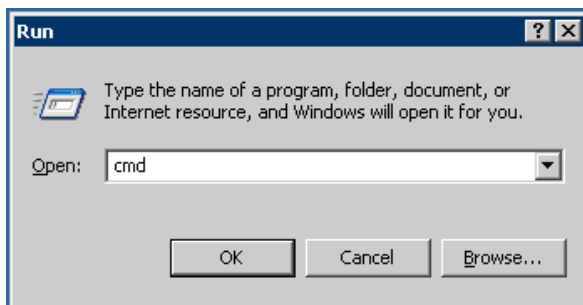 Run
Type the name of a program, folder, document, or
Internet resource, and Windows will open it for you.
Open: cmd
OK Cancel Browse...